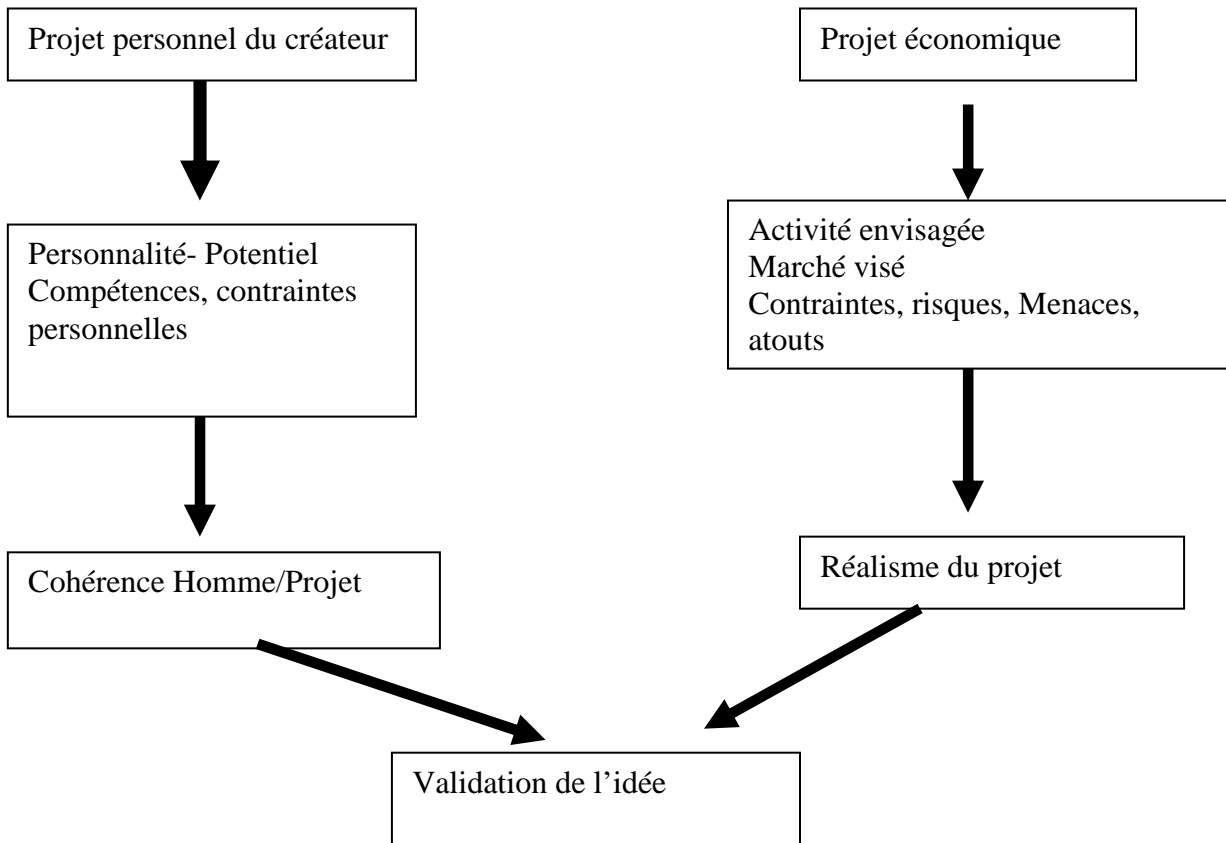 Projet personnel du créateur
Projet économique
Personnalité- Potentiel
Compétences, contraintes
personnelles
Activité envisagée
Marché visé
Contraintes, risques, Menaces,
atouts
Cohérence Homme/Projet
Réalisme du projet
Validation de l’idée